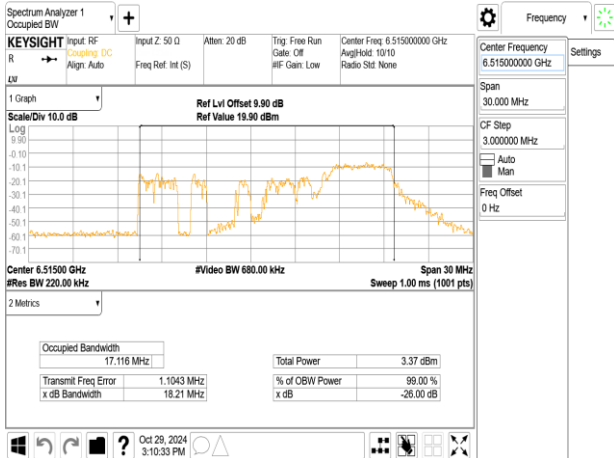 Spectrum Analyzer 1
Occupied BW
Frequency
KEYSIGHT
Input: RF
Coupling: DC
Align: Auto
Input Z: 50 Ω
Freq Ref: Int (S)
Atten: 20 dB
Trig: Free Run
Gate: Off
#IF Gain: Low
Center Freq: 6.515000000 GHz
Avg|Hold: 10/10
Radio Std: None
R
LXI
Center Frequency
6.515000000 GHz
Settings
Span
30.000 MHz
CF Step
3.000000 MHz
Auto
Man
Freq Offset
0 Hz
1 Graph
Scale/Div 10.0 dB
Ref Lvl Offset 9.90 dB
Ref Value 19.90 dBm
Log
9.90
-0.10
-10.1
-20.1
-30.1
-40.1
-50.1
-60.1
-70.1
Center 6.51500 GHz
#Res BW 220.00 kHz
#Video BW 680.00 kHz
Span 30 MHz
Sweep 1.00 ms (1001 pts)
2 Metrics
Occupied Bandwidth
17.116 MHz
Total Power 3.37 dBm
Transmit Freq Error 1.1043 MHz
% of OBW Power 99.00 %
x dB Bandwidth 18.21 MHz
x dB -26.00 dB
?
Oct 29, 2024
3:10:33 PM